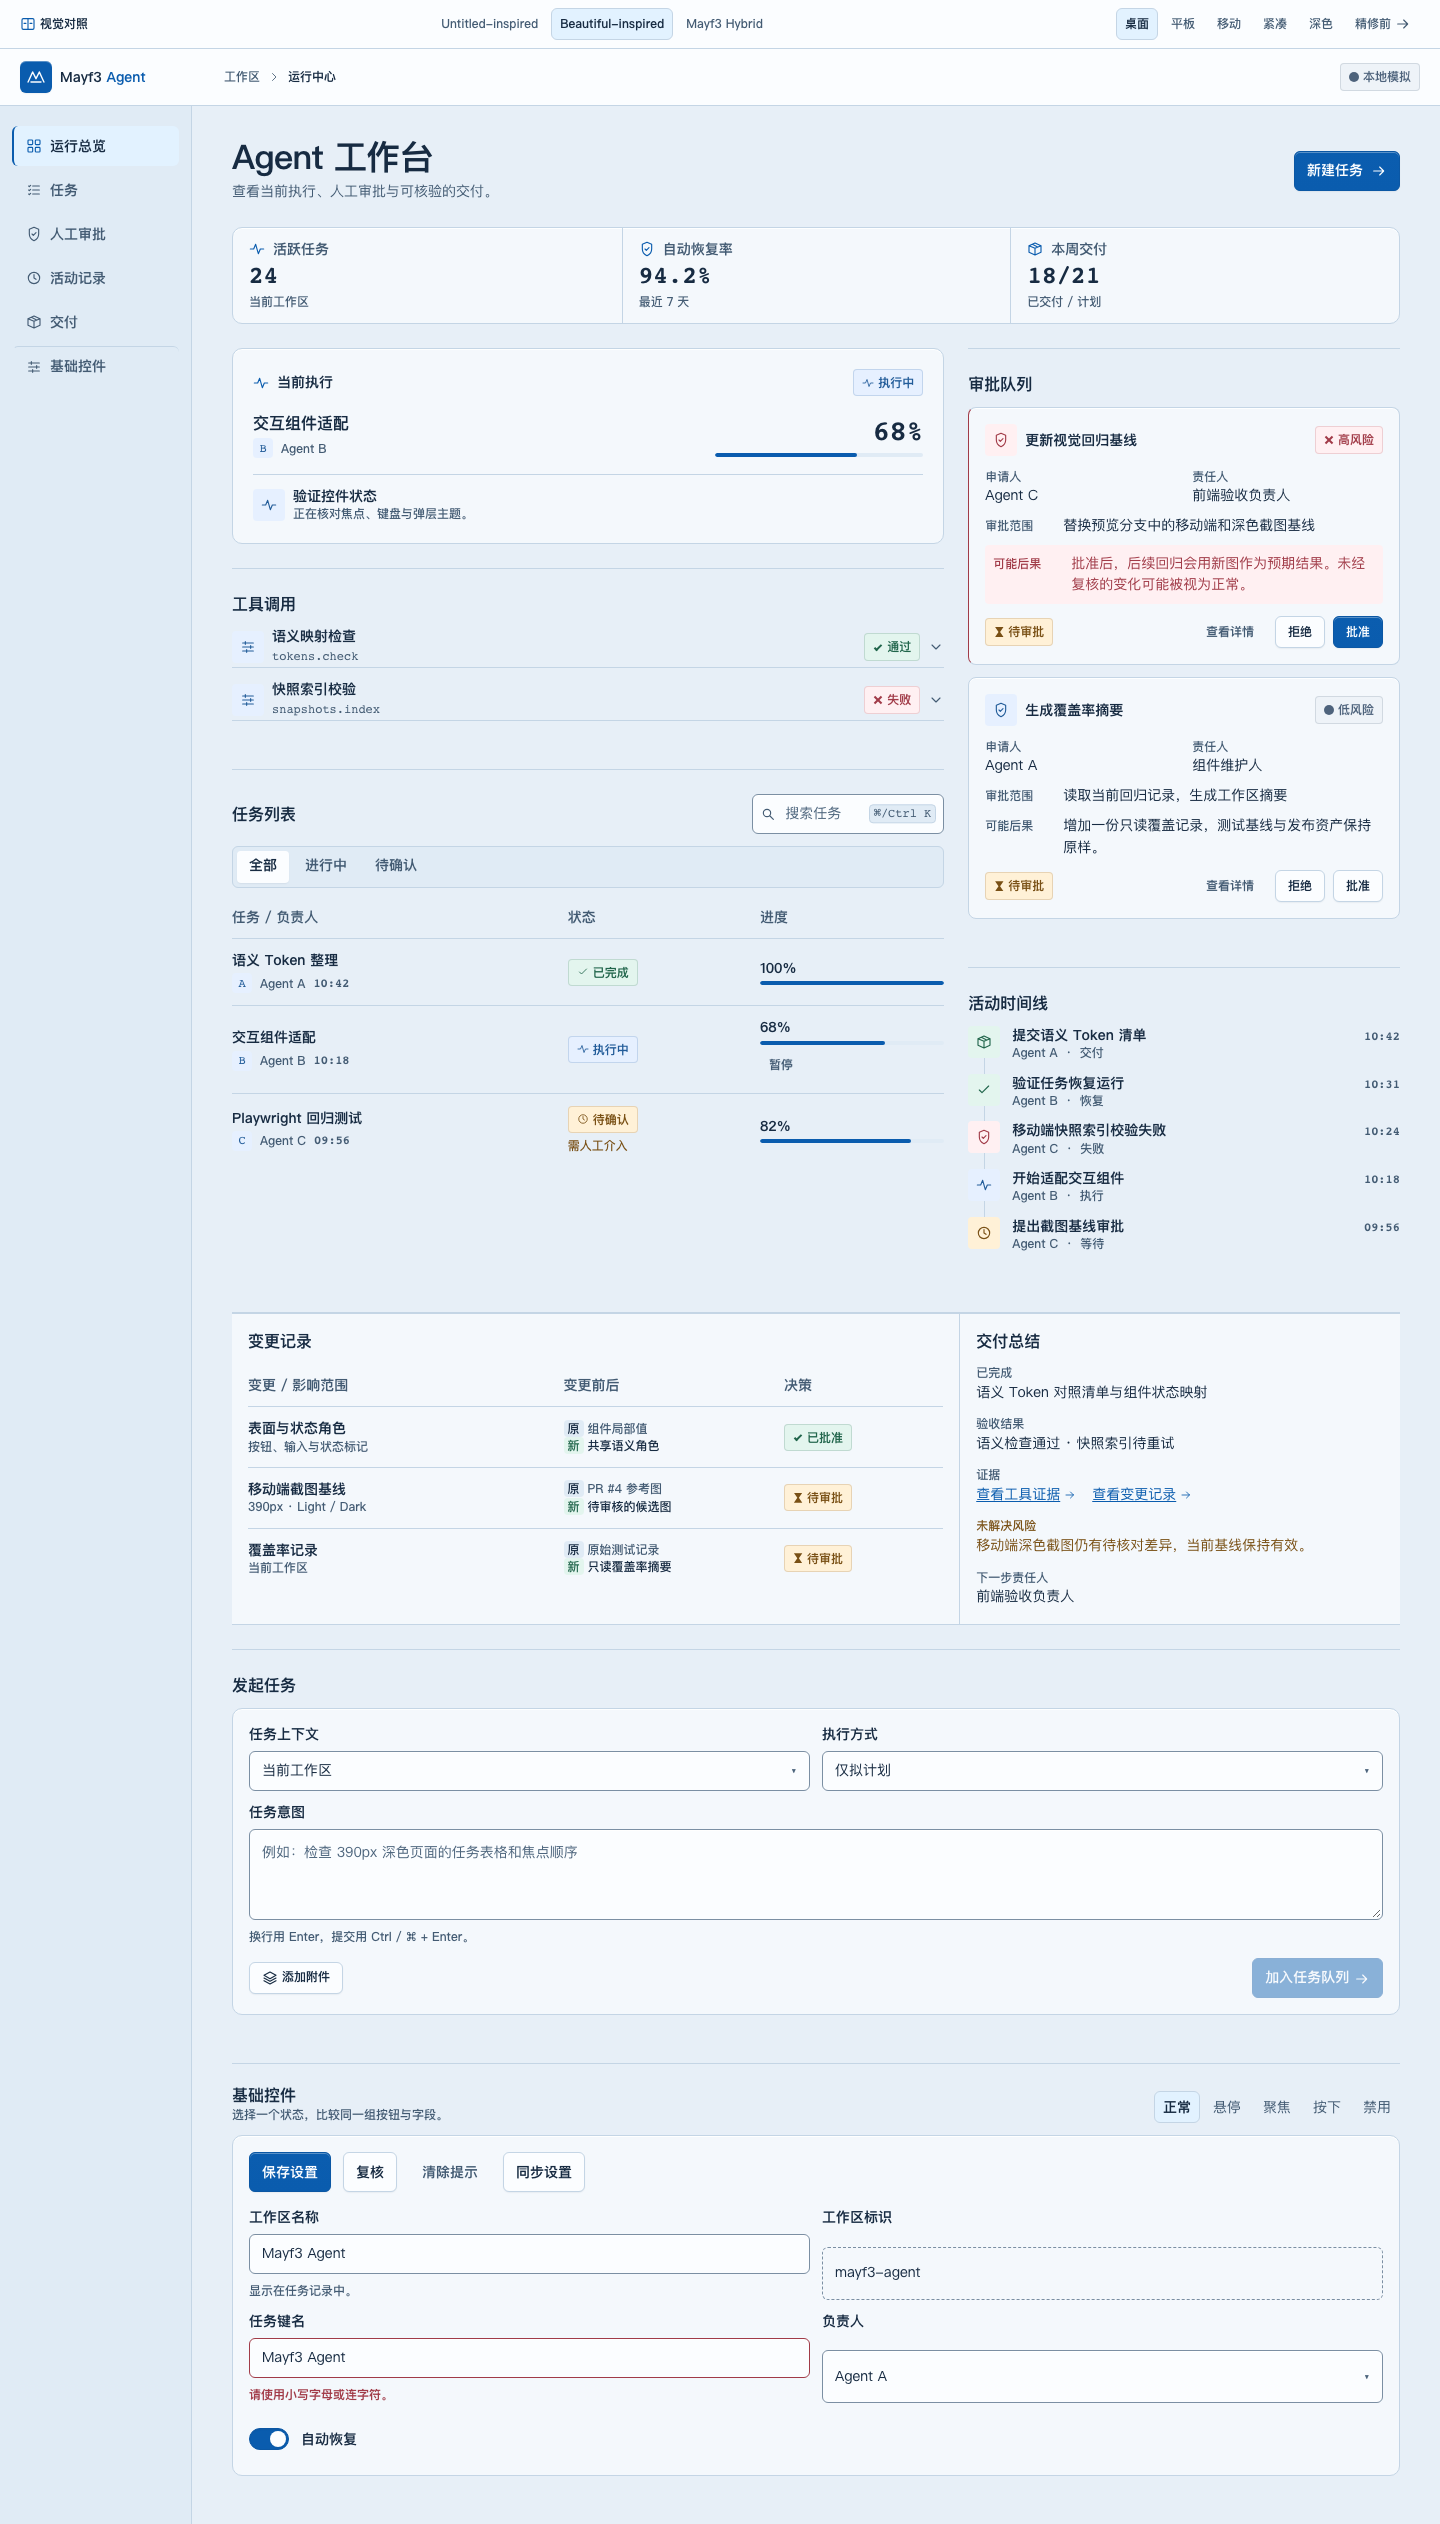 视觉对照
Untitled-inspired Beautiful-inspired Mayf3 Hybrid
桌面 平板 移动 紧凑 深色 精修前 →
Mayf3 Agent
工作区 > 运行中心
本地模拟
运行总览
任务
人工审批
活动记录
交付
基础控件
Agent 工作台
查看当前执行、人工审批与可核验的交付。
新建任务 →
活跃任务
24
当前工作区
自动恢复率
94.2%
最近 7 天
本周交付
18/21
已交付 / 计划
当前执行
执行中
交互组件适配
B Agent B
68%
验证控件状态
正在核对焦点、键盘与弹层主题。
工具调用
语义映射检查
tokens.check
通过
快照索引校验
snapshots.index
失败
任务列表
搜索任务 ⌘/Ctrl K
全部 进行中 待确认
任务 / 负责人 状态 进度
语义 Token 整理
A Agent A 10:42
已完成
100%
交互组件适配
B Agent B 10:18
执行中
68%
暂停
Playwright 回归测试
C Agent C 09:56
待确认
需人工介入
82%
审批队列
更新视觉回归基线
高风险
申请人 责任人
Agent C 前端验收负责人
审批范围 替换预览分支中的移动端和深色截图基线
可能后果 批准后，后续回归会用新图作为预期结果。未经
复核的变化可能被视为正常。
待审批 查看详情 拒绝 批准
生成覆盖率摘要
低风险
申请人 责任人
Agent A 组件维护人
审批范围 读取当前回归记录，生成工作区摘要
可能后果 增加一份只读覆盖记录，测试基线与发布资产保持
原样。
待审批 查看详情 拒绝 批准
活动时间线
提交语义 Token 清单 10:42
Agent A · 交付
验证任务恢复运行 10:31
Agent B · 恢复
移动端快照索引校验失败 10:24
Agent C · 失败
开始适配交互组件 10:18
Agent B · 执行
提出截图基线审批 09:56
Agent C · 等待
变更记录
变更 / 影响范围 变更前后 决策
表面与状态角色
按钮、输入与状态标记
原 组件局部值
新 共享语义角色
已批准
移动端截图基线
390px · Light / Dark
原 PR #4 参考图
新 待审核的候选图
待审批
覆盖率记录
当前工作区
原 原始测试记录
新 只读覆盖率摘要
待审批
交付总结
已完成
语义 Token 对照清单与组件状态映射
验收结果
语义检查通过 · 快照索引待重试
证据
查看工具证据 → 查看变更记录 →
未解决风险
移动端深色截图仍有待核对差异，当前基线保持有效。
下一步责任人
前端验收负责人
发起任务
任务上下文 执行方式
当前工作区 仅拟计划
任务意图
例如：检查 390px 深色页面的任务表格和焦点顺序
换行用 Enter，提交用 Ctrl / ⌘ + Enter。
添加附件
加入任务队列 →
基础控件
选择一个状态，比较同一组按钮与字段。
正常 悬停 聚焦 按下 禁用
保存设置 复核 清除提示 同步设置
工作区名称 工作区标识
Mayf3 Agent
mayf3-agent
显示在任务记录中。
任务键名 负责人
Mayf3 Agent
Agent A
请使用小写字母或连字符。
自动恢复